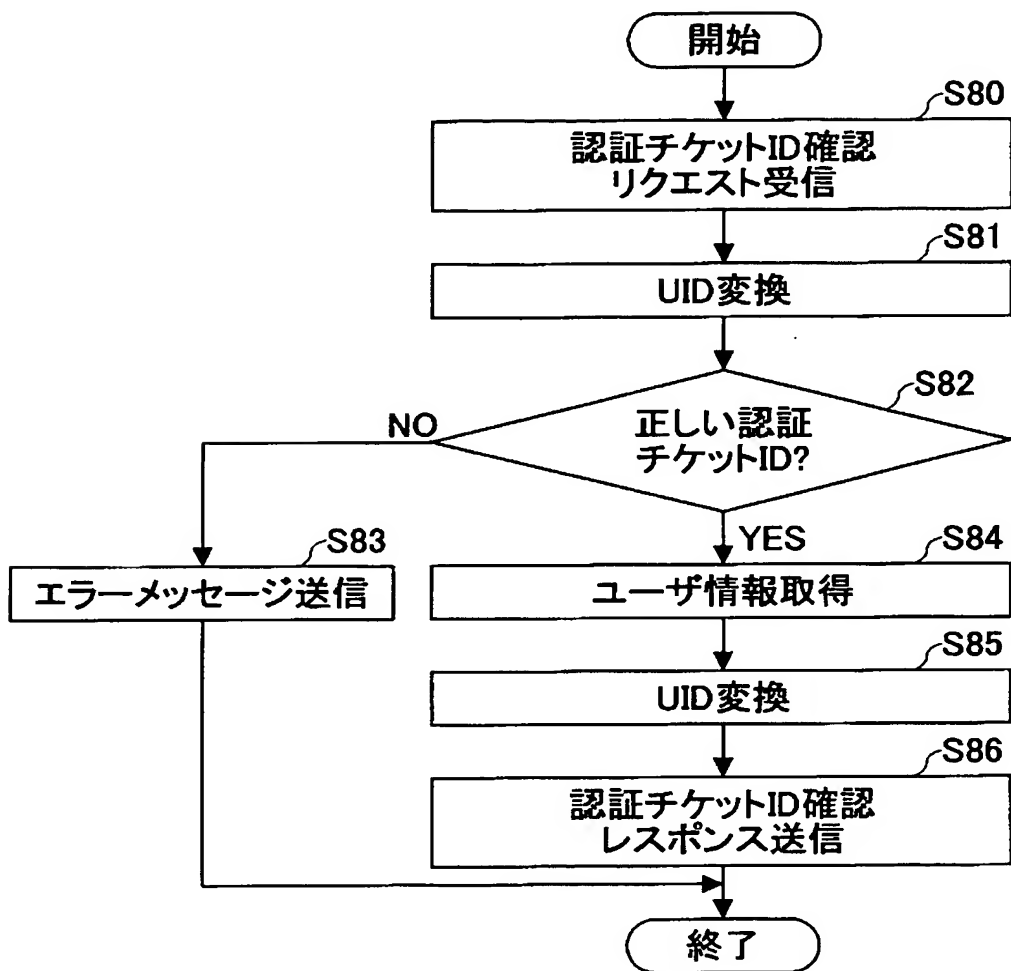 開始
S80
認証チケットID確認
リクエスト受信
S81
UID変換
S82
正しい認証
チケットID?
NO
YES
S83
エラーメッセージ送信
S84
ユーザ情報取得
S85
UID変換
S86
認証チケットID確認
レスポンス送信
終了